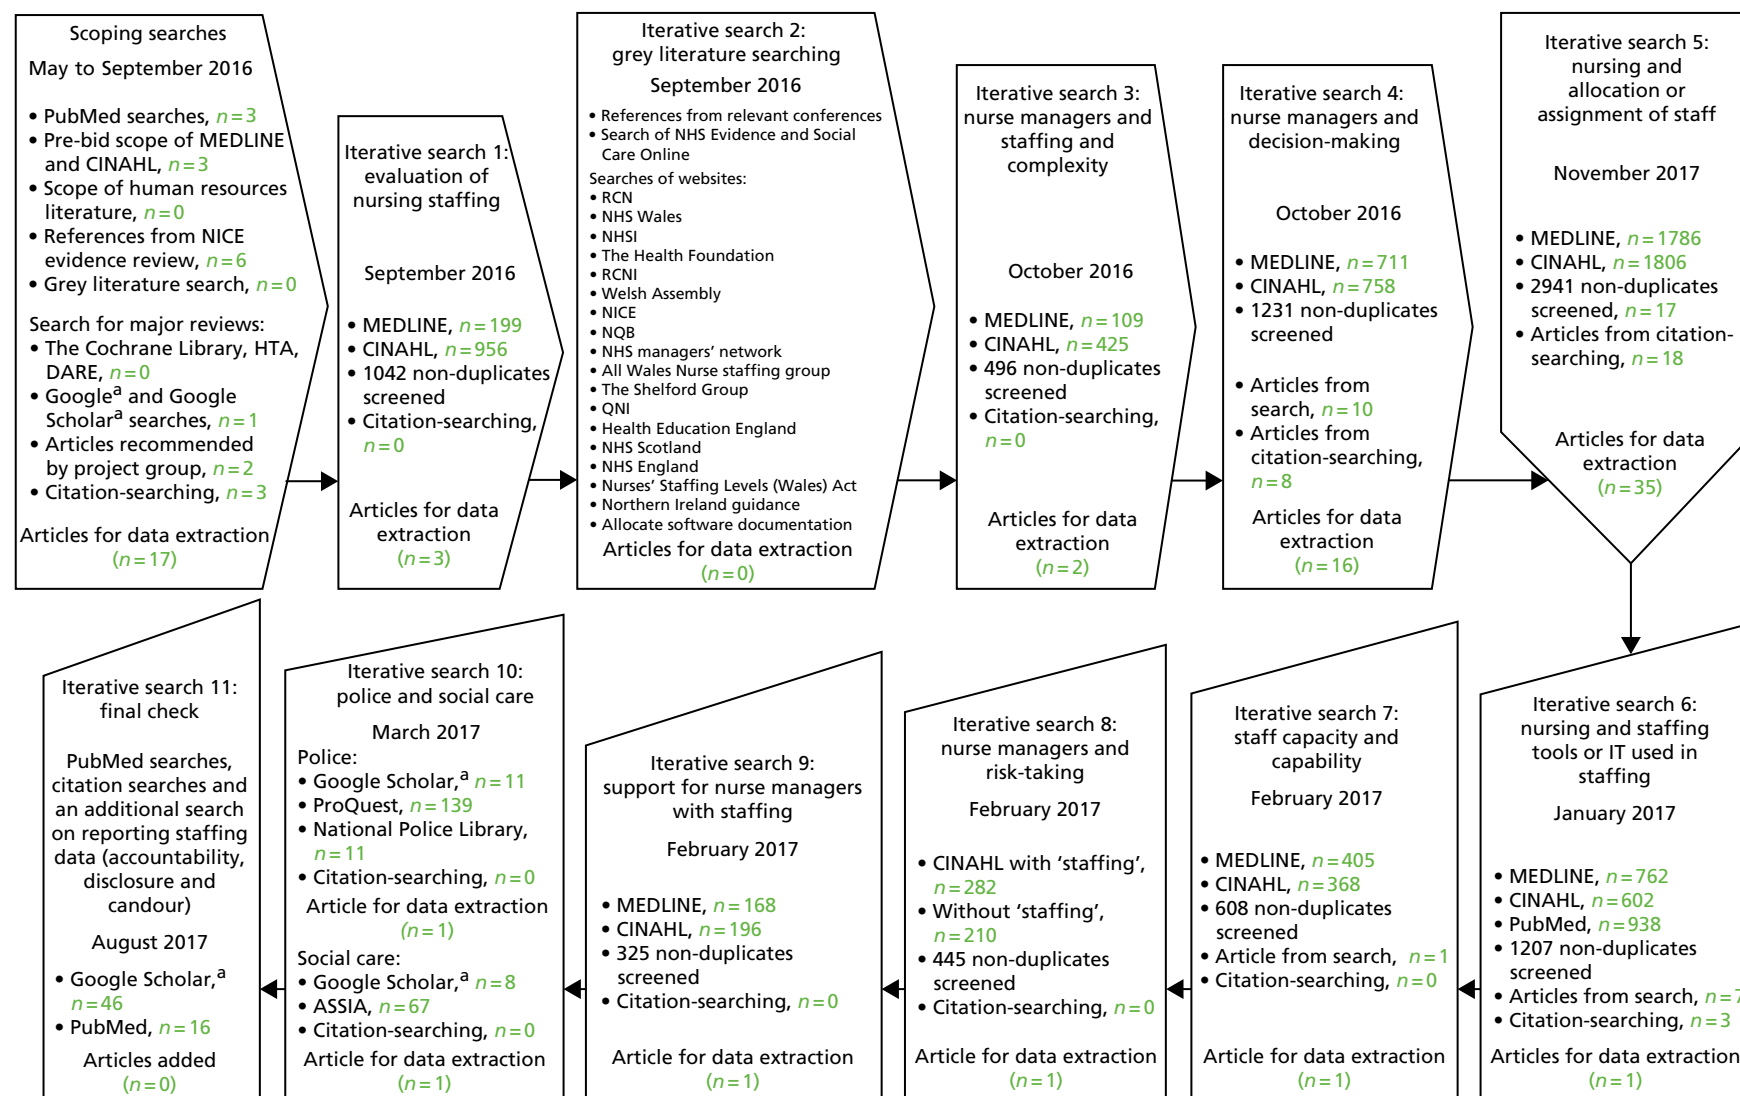 Scoping searches
May to September 2016
• PubMed searches, n=3
• Pre-bid scope of MEDLINE
and CINAHL, n=3
• Scope of human resources
literature, n=0
• References from NICE
evidence review, n=6
• Grey literature search, n=0
Search for major reviews:
• The Cochrane Library, HTA,
DARE, n=0
• Googleᵃ and Google
Scholarᵃ searches, n=1
• Articles recommended
by project group, n=2
• Citation-searching, n=3
Articles for data extraction
(n=17)
Iterative search 1:
evaluation of
nursing staffing
September 2016
• MEDLINE, n=199
• CINAHL, n=956
• 1042 non-duplicates
screened
• Citation-searching,
n=0
Articles for data
extraction
(n=3)
Iterative search 2:
grey literature searching
September 2016
• References from relevant conferences
• Search of NHS Evidence and Social
Care Online
Searches of websites:
• RCN
• NHS Wales
• NHSI
• The Health Foundation
• RCNI
• Welsh Assembly
• NICE
• NQB
• NHS managers' network
• All Wales Nurse staffing group
• The Shelford Group
• QNI
• Health Education England
• NHS Scotland
• NHS England
• Nurses' Staffing Levels (Wales) Act
• Northern Ireland guidance
• Allocate software documentation
Articles for data extraction
(n=0)
Iterative search 3:
nurse managers and
staffing and
complexity
October 2016
• MEDLINE, n=109
• CINAHL, n=425
• 496 non-duplicates
screened
• Citation-searching,
n=0
Articles for data
extraction
(n=2)
Iterative search 4:
nurse managers and
decision-making
October 2016
• MEDLINE, n=711
• CINAHL, n=758
• 1231 non-duplicates
screened
• Articles from
search, n=10
• Articles from
citation-searching,
n=8
Articles for data
extraction
(n=16)
Iterative search 5:
nursing and
allocation or
assignment of staff
November 2017
• MEDLINE, n=1786
• CINAHL, n=1806
• 2941 non-duplicates
screened, n=17
• Articles from citation-
searching, n=18
Articles for data
extraction
(n=35)
Iterative search 6:
nursing and staffing
tools or IT used in
staffing
January 2017
• MEDLINE, n=762
• CINAHL, n=602
• PubMed, n=938
• 1207 non-duplicates
screened
• Articles from search, n=7
• Citation-searching, n=3
Articles for data extraction
(n=1)
Iterative search 7:
staff capacity and
capability
February 2017
• MEDLINE, n=405
• CINAHL, n=368
• 608 non-duplicates
screened
• Article from search, n=1
• Citation-searching, n=0
Article for data extraction
(n=1)
Iterative search 8:
nurse managers and
risk-taking
February 2017
• CINAHL with 'staffing',
n=282
• Without 'staffing',
n=210
• 445 non-duplicates
screened
• Citation-searching, n=0
Article for data extraction
(n=1)
Iterative search 9:
support for nurse managers
with staffing
February 2017
• MEDLINE, n=168
• CINAHL, n=196
• 325 non-duplicates
screened
• Citation-searching, n=0
Article for data extraction
(n=1)
Iterative search 10:
police and social care
March 2017
Police:
• Google Scholar,ᵃ n=11
• ProQuest, n=139
• National Police Library,
n=11
• Citation-searching, n=0
Article for data extraction
(n=1)
Social care:
• Google Scholar,ᵃ n=8
• ASSIA, n=67
• Citation-searching, n=0
Article for data extraction
(n=1)
Iterative search 11:
final check
PubMed searches,
citation searches and
an additional search
on reporting staffing
data (accountability,
disclosure and
candour)
August 2017
• Google Scholar,ᵃ
n=46
• PubMed, n=16
Articles added
(n=0)